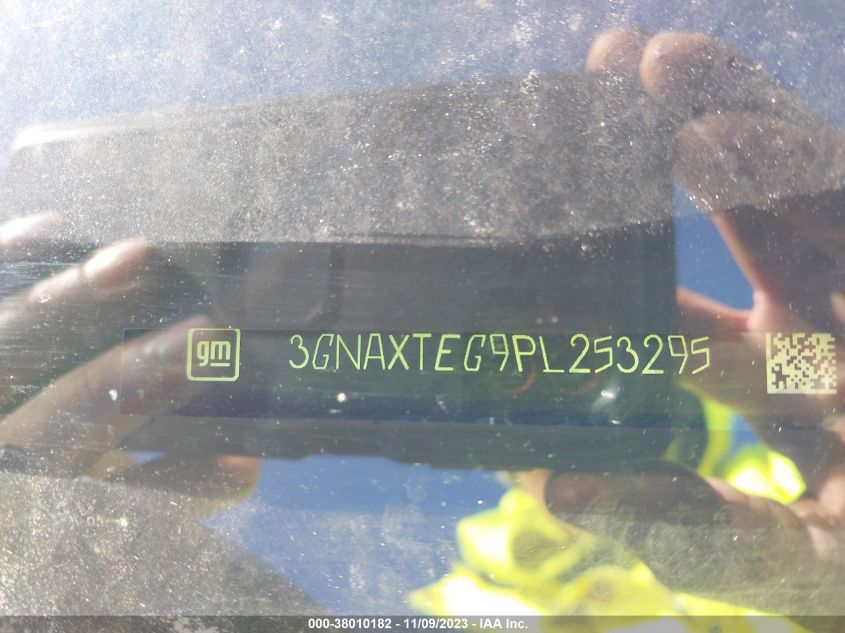 gm 3GNAXTEG9PL253295
000-38010182 - 11/09/2023 - IAA Inc.